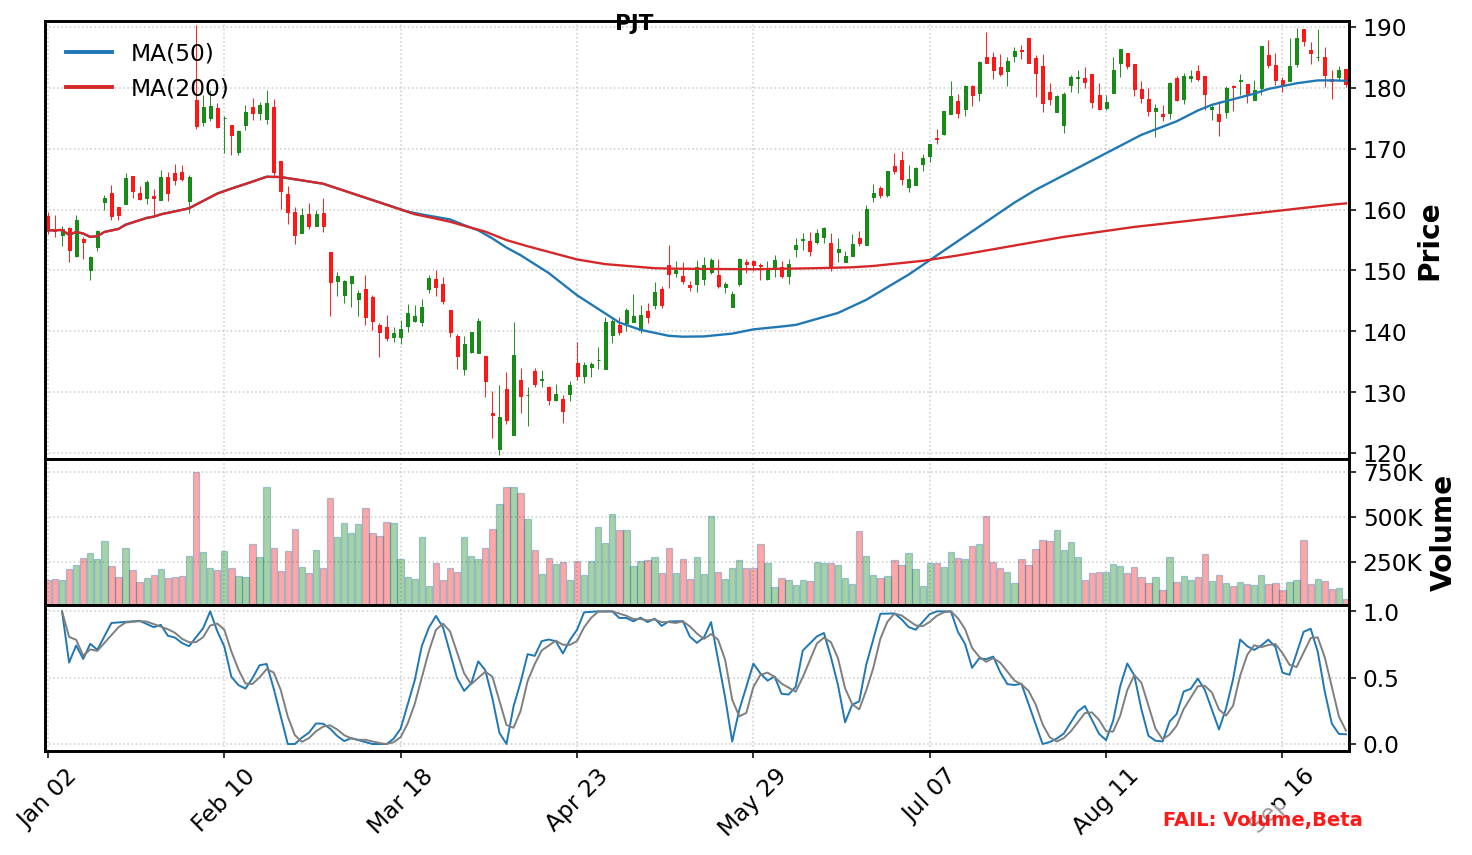 PJT
MA(50)
MA(200)
190
180
170
160
150
140
130
120
Price
750K
500K
250K
Volume
1.0
0.5
0.0
Jan 02
Feb 10
Mar 18
Apr 23
May 29
Jul 07
Aug 11
Sep 16
FAIL: Volume,Beta